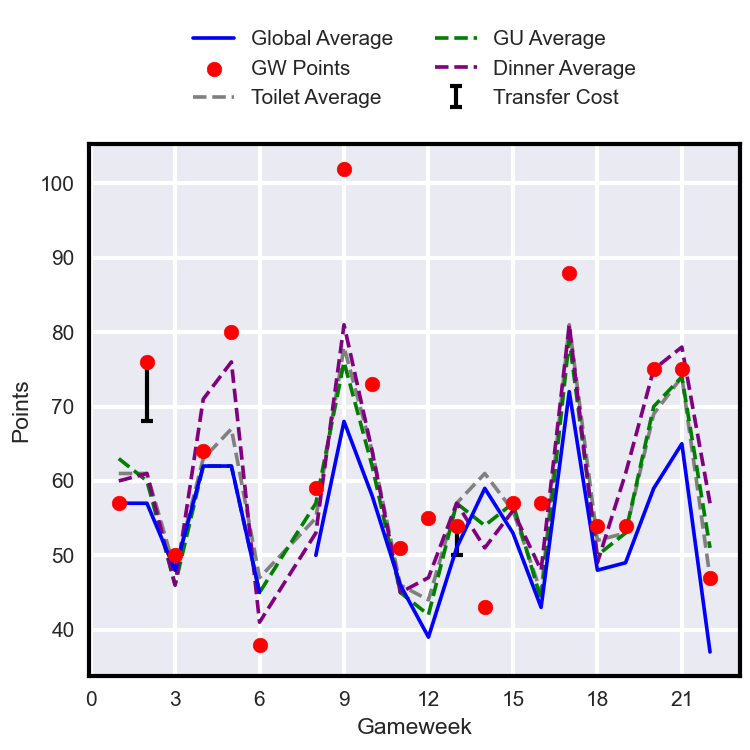 Global Average
GW Points
Toilet Average
GU Average
Dinner Average
Transfer Cost
100
90
80
70
60
50
40
Points
0 3 6 9 12 15 18 21
Gameweek